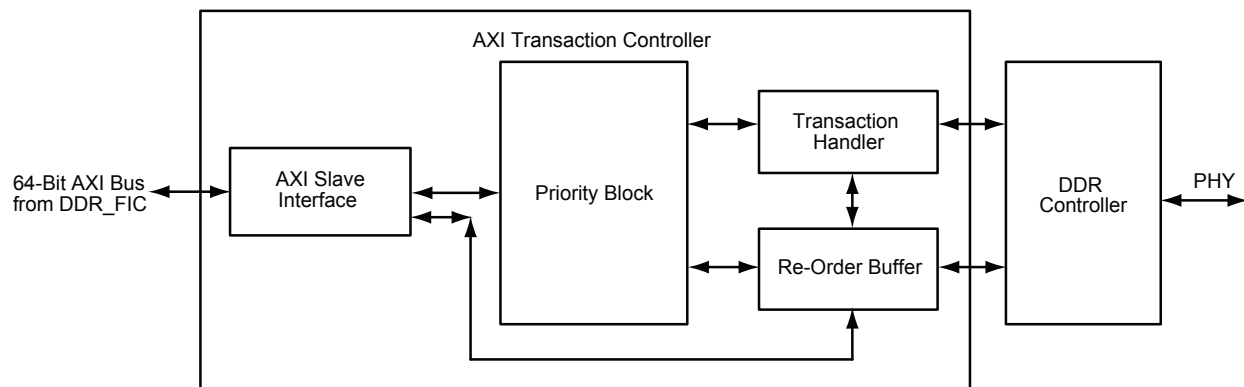 AXI Transaction Controller
64-Bit AXI Bus
from DDR_FIC
AXI Slave
Interface
Priority Block
Transaction
Handler
Re-Order Buffer
DDR
Controller
PHY